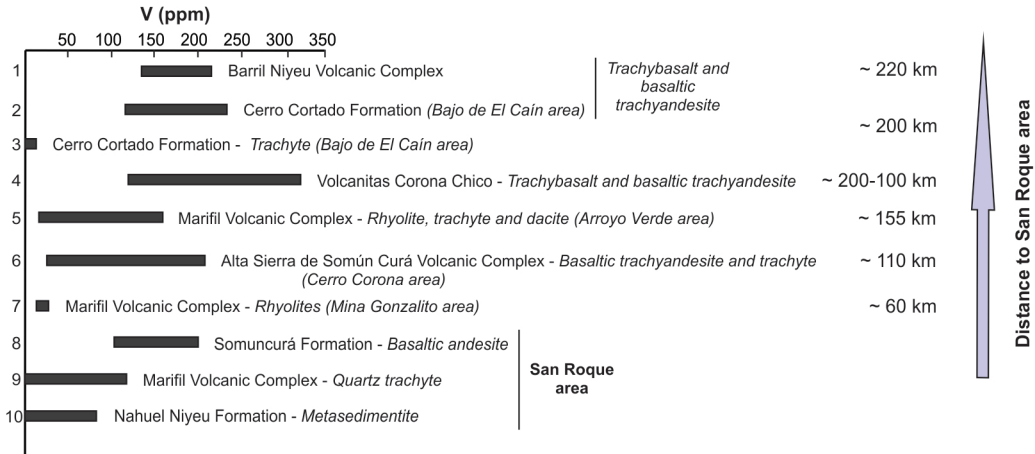 V (ppm)
50 100 150 200 250 300 350
1 Barril Niyeu Volcanic Complex
Trachybasalt and
basaltic
trachyandesite
~ 220 km
2 Cerro Cortado Formation (Bajo de El Caín area)
~ 200 km
3 Cerro Cortado Formation - Trachyte (Bajo de El Caín area)
4 Volcanitas Corona Chico - Trachybasalt and basaltic trachyandesite ~ 200-100 km
5 Marifil Volcanic Complex - Rhyolite, trachyte and dacite (Arroyo Verde area) ~ 155 km
6 Alta Sierra de Somún Curá Volcanic Complex - Basaltic trachyandesite and trachyte ~ 110 km
(Cerro Corona area)
7 Marifil Volcanic Complex - Rhyolites (Mina Gonzalito area) ~ 60 km
8 Somuncurá Formation - Basaltic andesite
9 Marifil Volcanic Complex - Quartz trachyte
10 Nahuel Niyeu Formation - Metasedimentite
San Roque
area
Distance to San Roque area